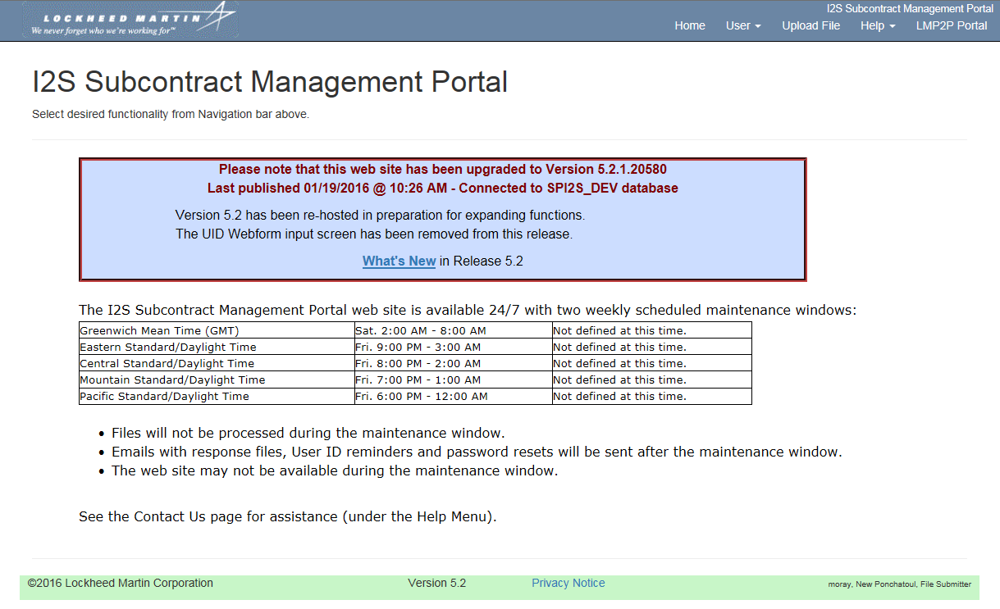 LOCKHEED MARTIN
We never forget who we're working for™
I2S Subcontract Management Portal
Home User Upload File Help LMP2P Portal
I2S Subcontract Management Portal
Select desired functionality from Navigation bar above.
Please note that this web site has been upgraded to Version 5.2.1.20580
Last published 01/19/2016 @ 10:26 AM - Connected to SPI2S_DEV database
Version 5.2 has been re-hosted in preparation for expanding functions.
The UID Webform input screen has been removed from this release.
What's New in Release 5.2
The I2S Subcontract Management Portal web site is available 24/7 with two weekly scheduled maintenance windows:
Greenwich Mean Time (GMT) Sat. 2:00 AM - 8:00 AM Not defined at this time.
Eastern Standard/Daylight Time Fri. 9:00 PM - 3:00 AM Not defined at this time.
Central Standard/Daylight Time Fri. 8:00 PM - 2:00 AM Not defined at this time.
Mountain Standard/Daylight Time Fri. 7:00 PM - 1:00 AM Not defined at this time.
Pacific Standard/Daylight Time Fri. 6:00 PM - 12:00 AM Not defined at this time.
• Files will not be processed during the maintenance window.
• Emails with response files, User ID reminders and password resets will be sent after the maintenance window.
• The web site may not be available during the maintenance window.
See the Contact Us page for assistance (under the Help Menu).
©2016 Lockheed Martin Corporation Version 5.2 Privacy Notice moray, New Ponchatoul, File Submitter